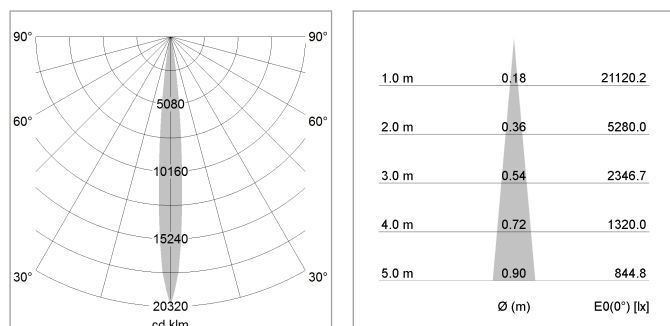 90° 90°
5080
60° 60°
10160
15240
30° 30°
20320
cd klm
1.0 m 0.18 21120.2
2.0 m 0.36 5280.0
3.0 m 0.54 2346.7
4.0 m 0.72 1320.0
5.0 m 0.90 844.8
Ø (m) E0(0°) [lx]